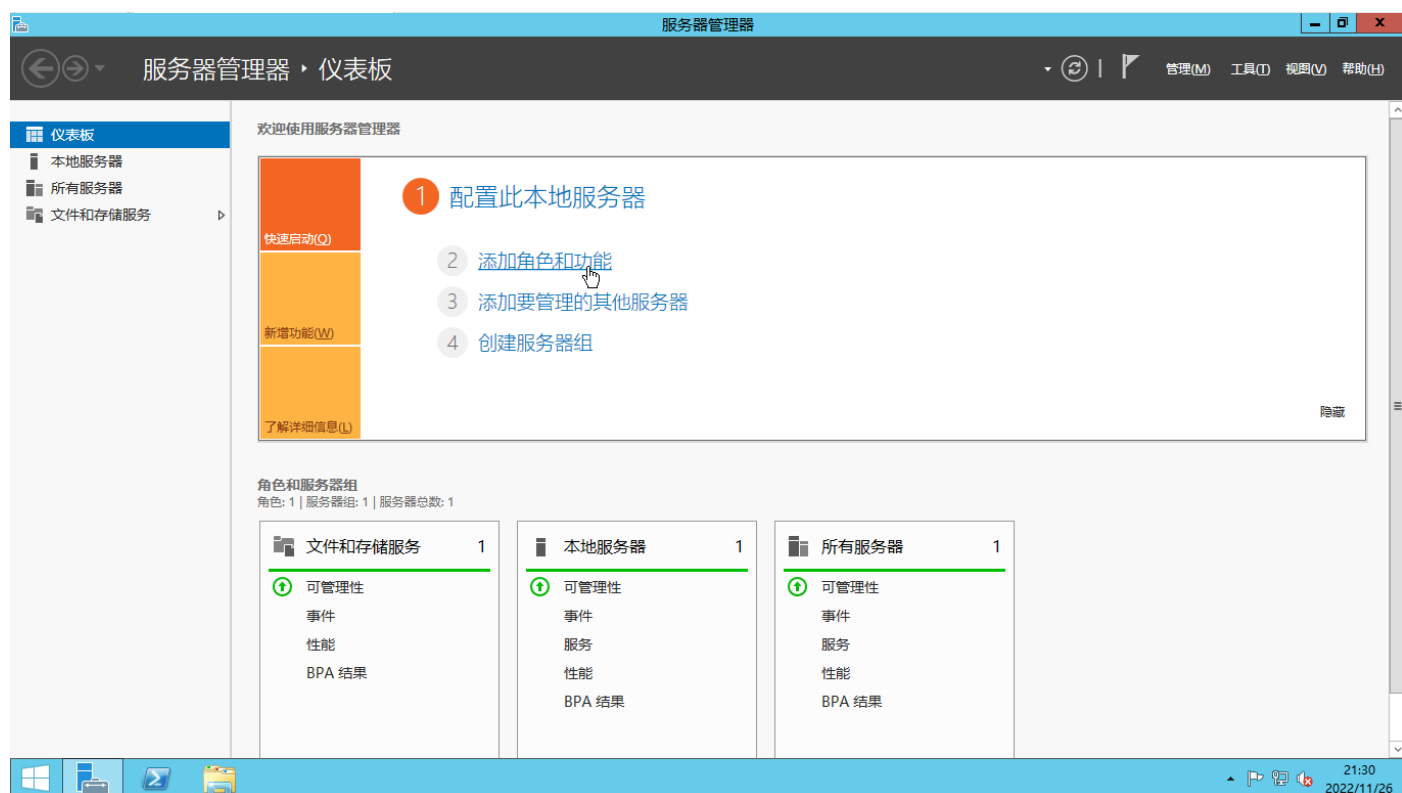 服务器管理器
服务器管理器 · 仪表板
管理(M) 工具(T) 视图(V) 帮助(H)
仪表板
本地服务器
所有服务器
文件和存储服务
欢迎使用服务器管理器
快速启动(Q)
新增功能(W)
了解详细信息(L)
1 配置此本地服务器
2 添加角色和功能
3 添加要管理的其他服务器
4 创建服务器组
隐藏
角色和服务器组
角色: 1 | 服务器组: 1 | 服务器总数: 1
文件和存储服务 1
可管理性
事件
性能
BPA 结果
本地服务器 1
可管理性
事件
服务
性能
BPA 结果
所有服务器 1
可管理性
事件
服务
性能
BPA 结果
21:30
2022/11/26